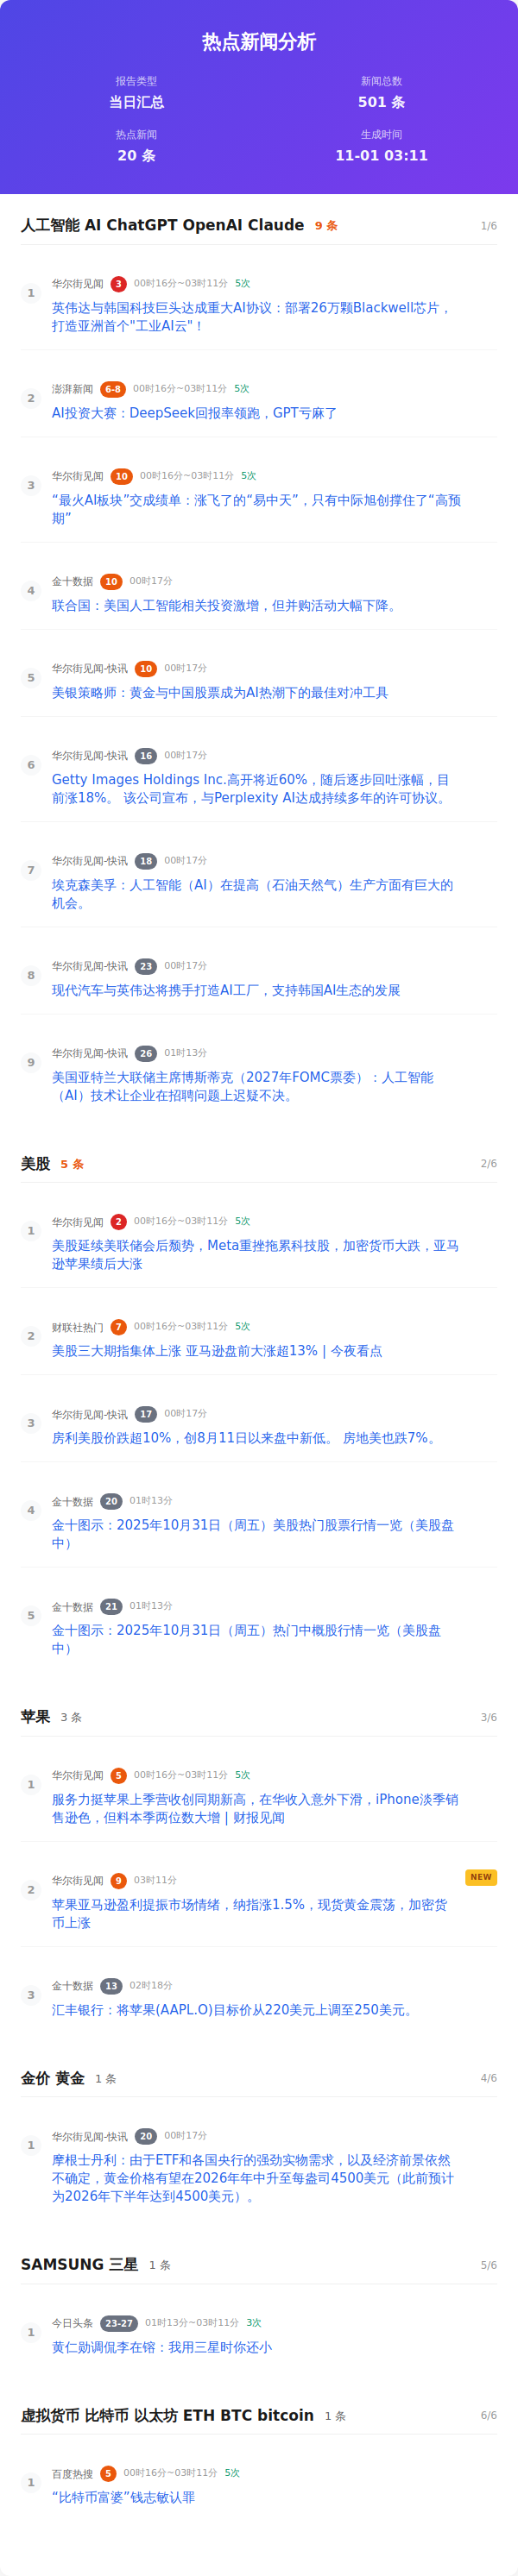 热点新闻分析
报告类型
新闻总数
当日汇总
501 条
热点新闻
生成时间
20 条
11-01 03:11
人工智能 AI ChatGPT OpenAI Claude 9 条 1/6
1
华尔街见闻 3 00时16分~03时11分 5次
英伟达与韩国科技巨头达成重大AI协议：部署26万颗Blackwell芯片，
打造亚洲首个"工业AI云"！
2
澎湃新闻 6-8 00时16分~03时11分 5次
AI投资大赛：DeepSeek回报率领跑，GPT亏麻了
3
华尔街见闻 10 00时16分~03时11分 5次
“最火AI板块”交成绩单：涨飞了的“易中天”，只有中际旭创撑住了“高预
期”
4
金十数据 10 00时17分
联合国：美国人工智能相关投资激增，但并购活动大幅下降。
5
华尔街见闻-快讯 10 00时17分
美银策略师：黄金与中国股票成为AI热潮下的最佳对冲工具
6
华尔街见闻-快讯 16 00时17分
Getty Images Holdings Inc.高开将近60%，随后逐步回吐涨幅，目
前涨18%。 该公司宣布，与Perplexity AI达成持续多年的许可协议。
7
华尔街见闻-快讯 18 00时17分
埃克森美孚：人工智能（AI）在提高（石油天然气）生产方面有巨大的
机会。
8
华尔街见闻-快讯 23 00时17分
现代汽车与英伟达将携手打造AI工厂，支持韩国AI生态的发展
9
华尔街见闻-快讯 26 01时13分
美国亚特兰大联储主席博斯蒂克（2027年FOMC票委）：人工智能
（AI）技术让企业在招聘问题上迟疑不决。
美股 5 条 2/6
1
华尔街见闻 2 00时16分~03时11分 5次
美股延续美联储会后颓势，Meta重挫拖累科技股，加密货币大跌，亚马
逊苹果绩后大涨
2
财联社热门 7 00时16分~03时11分 5次
美股三大期指集体上涨 亚马逊盘前大涨超13% | 今夜看点
3
华尔街见闻-快讯 17 00时17分
房利美股价跌超10%，创8月11日以来盘中新低。 房地美也跌7%。
4
金十数据 20 01时13分
金十图示：2025年10月31日（周五）美股热门股票行情一览（美股盘
中）
5
金十数据 21 01时13分
金十图示：2025年10月31日（周五）热门中概股行情一览（美股盘
中）
苹果 3 条 3/6
1
华尔街见闻 5 00时16分~03时11分 5次
服务力挺苹果上季营收创同期新高，在华收入意外下滑，iPhone淡季销
售逊色，但料本季两位数大增 | 财报见闻
2
华尔街见闻 9 03时11分 NEW
苹果亚马逊盈利提振市场情绪，纳指涨1.5%，现货黄金震荡，加密货
币上涨
3
金十数据 13 02时18分
汇丰银行：将苹果(AAPL.O)目标价从220美元上调至250美元。
金价 黄金 1 条 4/6
1
华尔街见闻-快讯 20 00时17分
摩根士丹利：由于ETF和各国央行的强劲实物需求，以及经济前景依然
不确定，黄金价格有望在2026年年中升至每盎司4500美元（此前预计
为2026年下半年达到4500美元）。
SAMSUNG 三星 1 条 5/6
1
今日头条 23-27 01时13分~03时11分 3次
黄仁勋调侃李在镕：我用三星时你还小
虚拟货币 比特币 以太坊 ETH BTC bitcoin 1 条 6/6
1
百度热搜 5 00时16分~03时11分 5次
“比特币富婆”钱志敏认罪